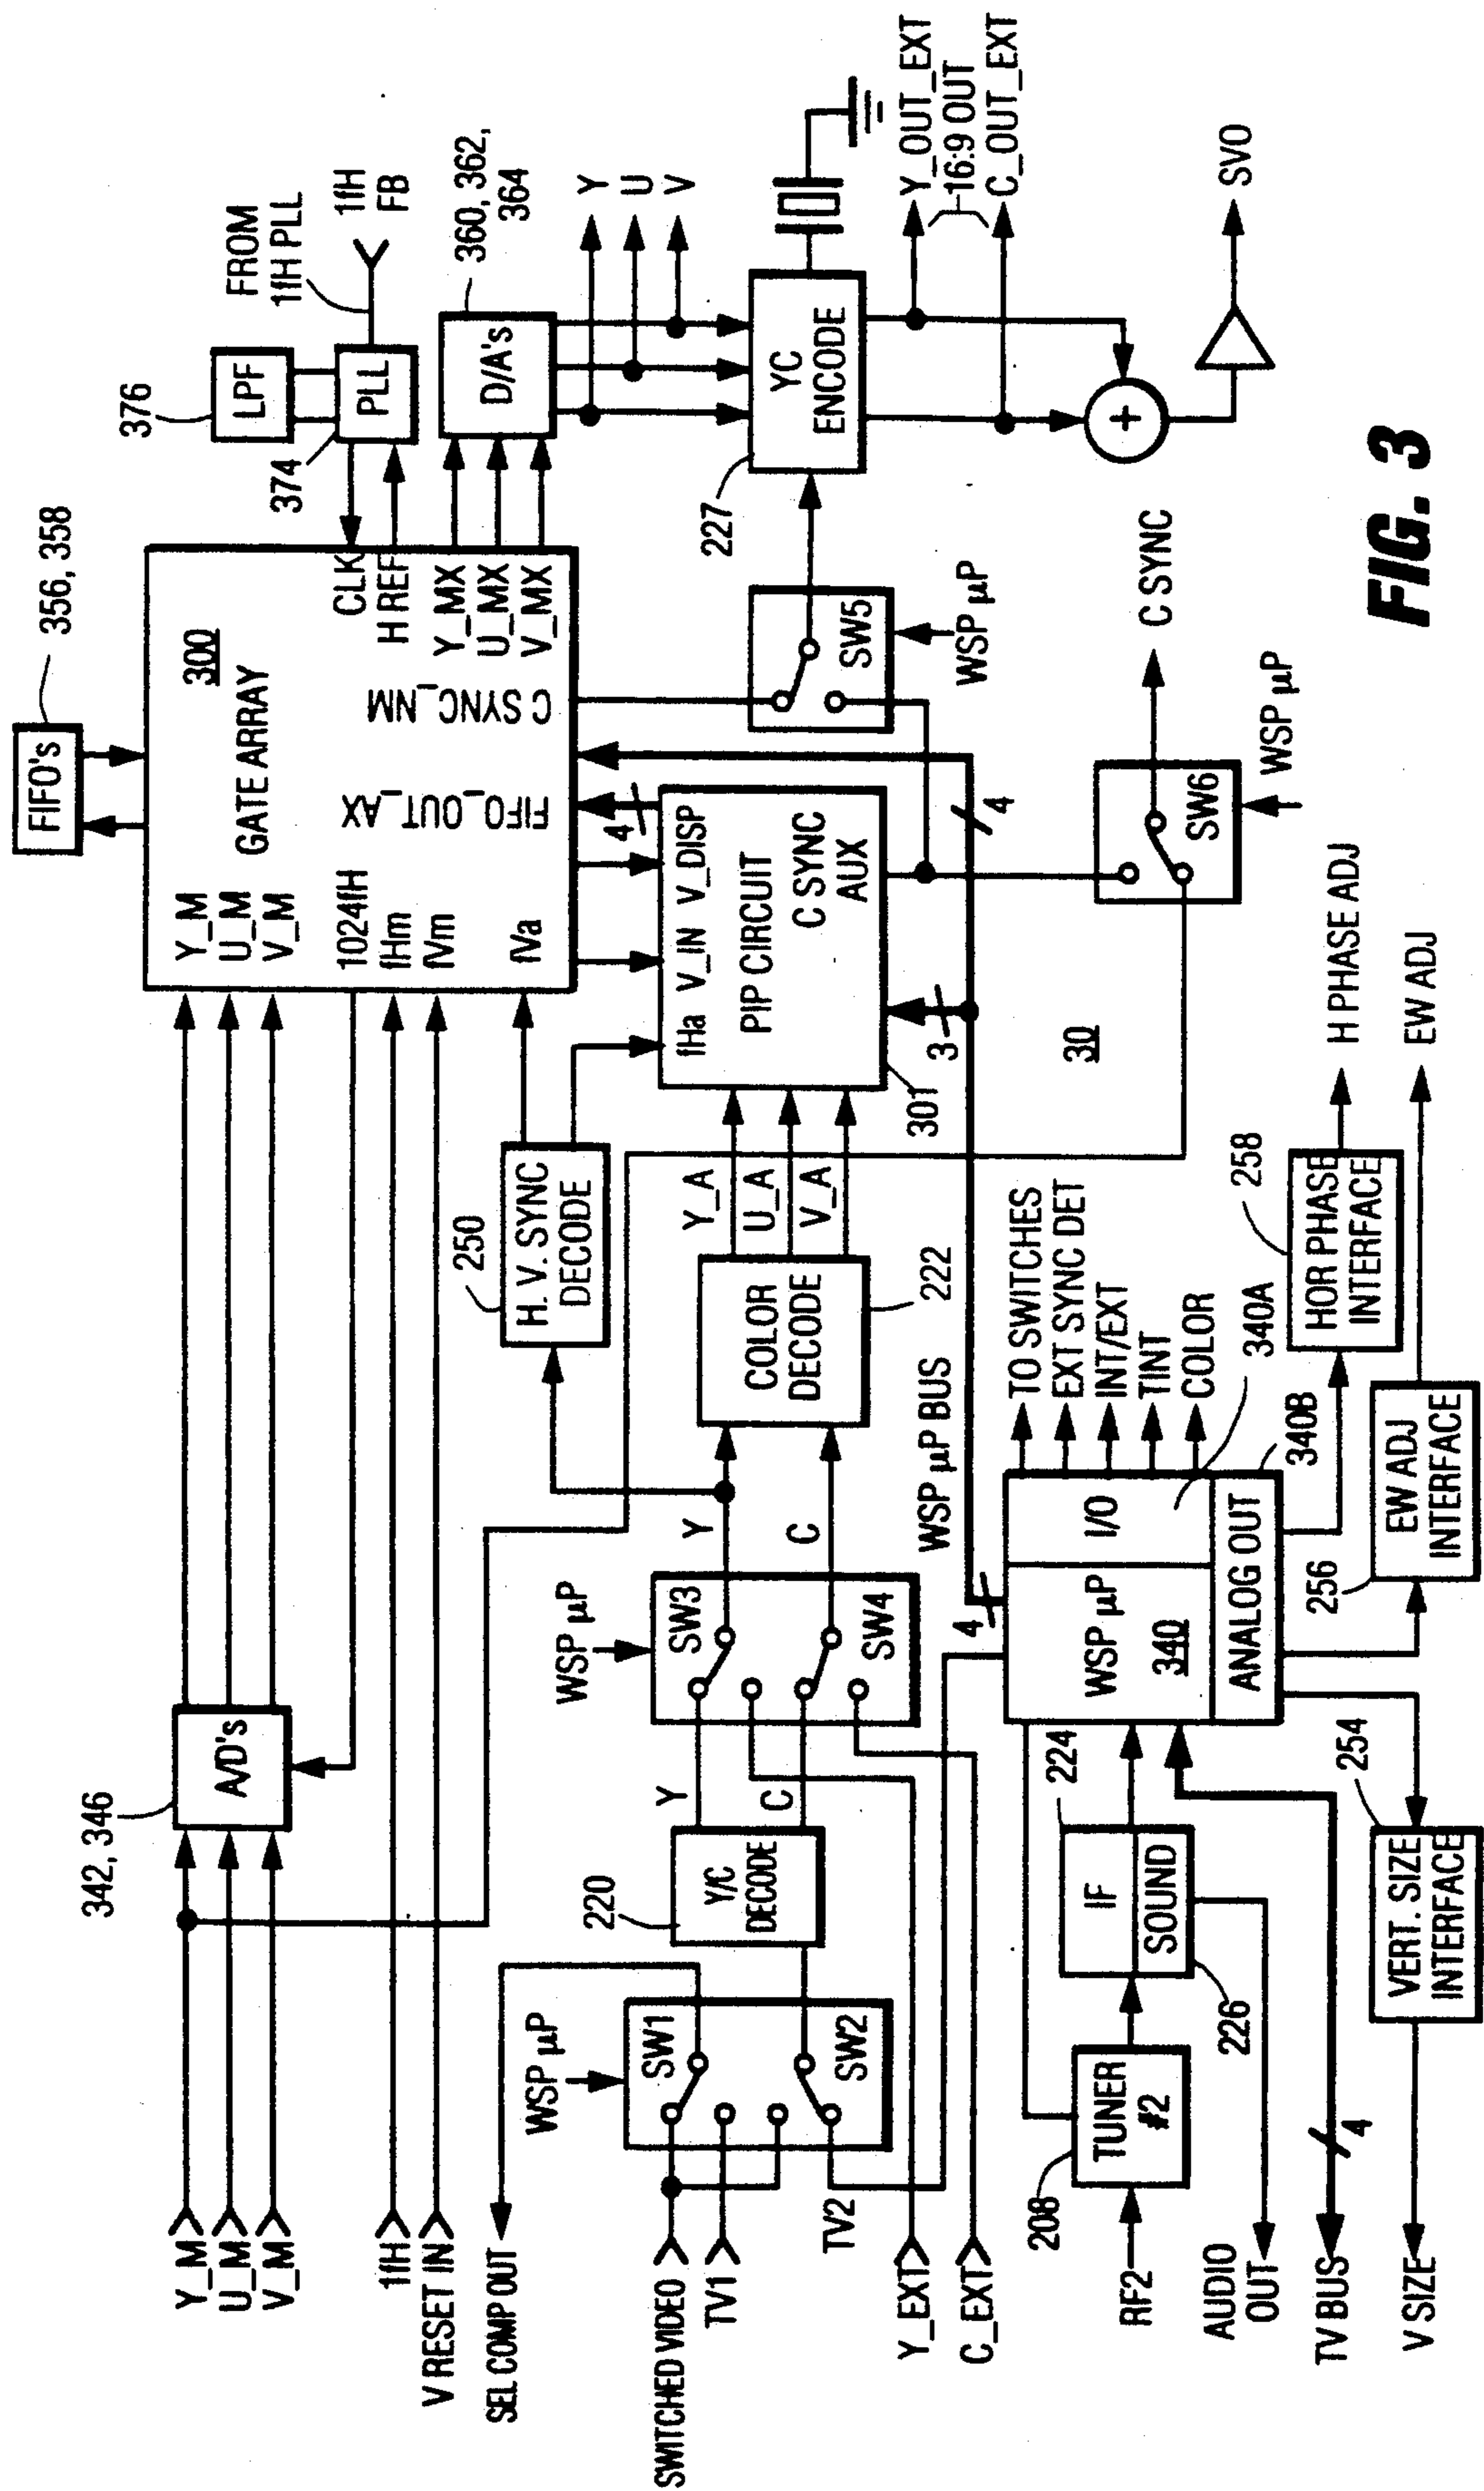 Y_M
U_M
V_M
1fH
V RESET IN
SEL COMP OUT
SWITCHED VIDEO
TV1
TV2
Y_EXT
C_EXT
RF2
AUDIO
OUT
TV BUS
4
V SIZE
342, 346
A/D's
WSP µP
SW1
SW2
220
Y/C
DECODE
Y
C
WSP µP
SW3
SW4
Y
C
208
TUNER
#2
224
IF
SOUND
226
254
VERT. SIZE
INTERFACE
250
H. V. SYNC
DECODE
COLOR
DECODE
222
Y_A
U_A
V_A
WSP µP BUS
4
WSP µP
340
I/O
ANALOG OUT
TO SWITCHES
EXT SYNC DET
INT/EXT
TINT
COLOR
340A
340B
256
EW ADJ
INTERFACE
258
HOR PHASE
INTERFACE
H PHASE ADJ
EW ADJ
356, 358
FIFO's
Y_M
U_M
V_M
1024fH
fHm
fVm
fVa
GATE ARRAY
300
FIFO_OUT_AX
C SYNC_NM
CLK
H REF
Y_MX
U_MX
V_MX
4
fHa
V_IN
V_DISP
PIP CIRCUIT
C SYNC
AUX
301
3
4
30
SW5
WSP µP
SW6
WSP µP
C SYNC
376
LPF
374
PLL
FROM
1fH PLL
1fH
FB
D/A's
360, 362,
364
Y
U
V
227
YC
ENCODE
Y_OUT_EXT
16:9 OUT
C_OUT_EXT
+
SVO
FIG. 3